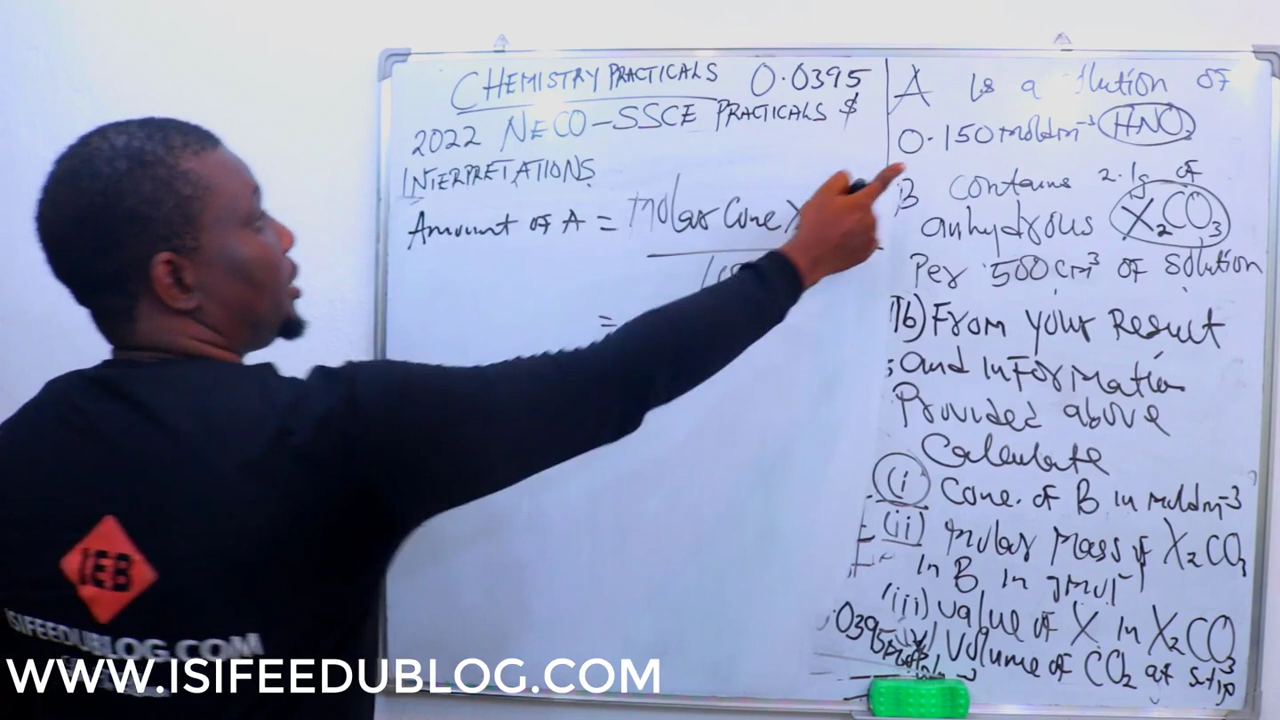 CHEMISTRY PRACTICALS 0.0395
2022 NECO-SSCE PRACTICALS $
INTERPRETATIONS
Amount of A = Molar Conc X
=
A is a slution of
0.150moldm⁻³ HNO₃
B contains 2.1g of
anhydrous X₂CO₃
Per 500cm³ of solution
b) From your Result
and information
Provided above
Calculate
(i) Conc. of B in moldm⁻³
(ii) molar mass of X₂CO₃
in B in gmol⁻¹
(iii) value of X in X₂CO₃
.0395
Volume of CO₂ at s.t.p
IEB
ISIFEEDUBLOG.COM
WWW.ISIFEEDUBLOG.COM